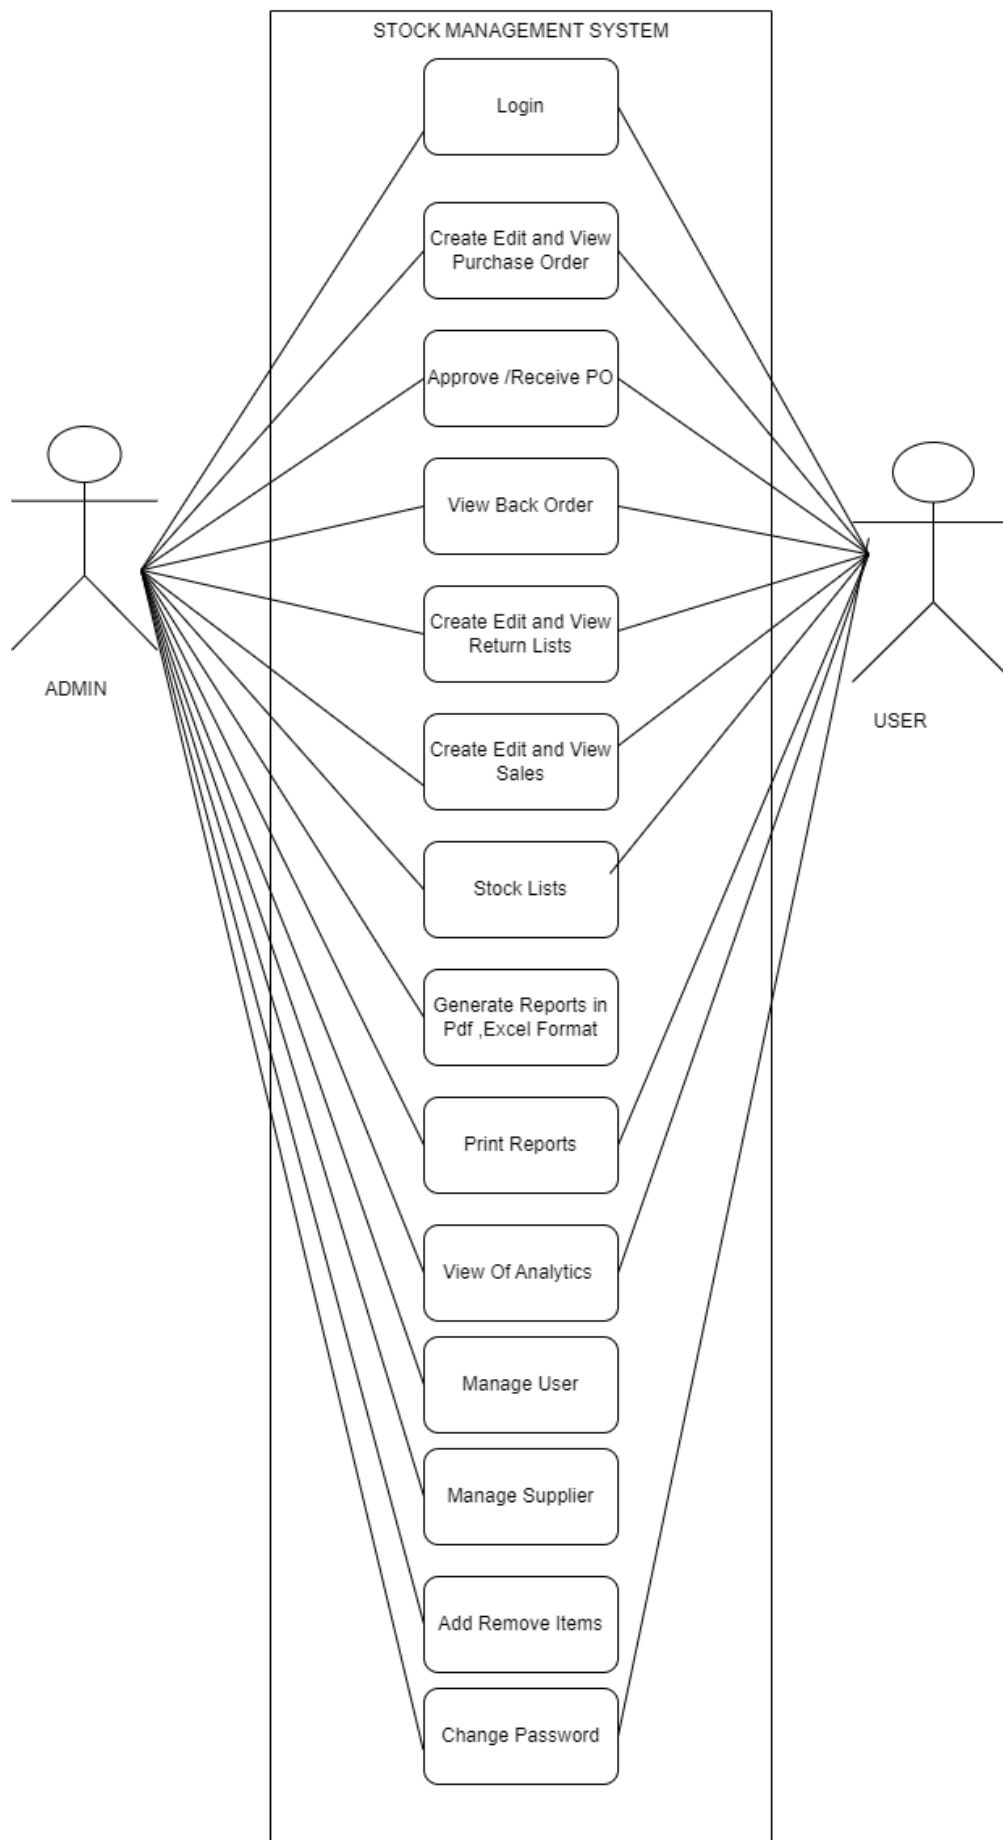 STOCK MANAGEMENT SYSTEM
Login
Create Edit and View
Purchase Order
Approve /Receive PO
View Back Order
Create Edit and View
Return Lists
ADMIN
USER
Create Edit and View
Sales
Stock Lists
Generate Reports in
Pdf ,Excel Format
Print Reports
View Of Analytics
Manage User
Manage Supplier
Add Remove Items
Change Password